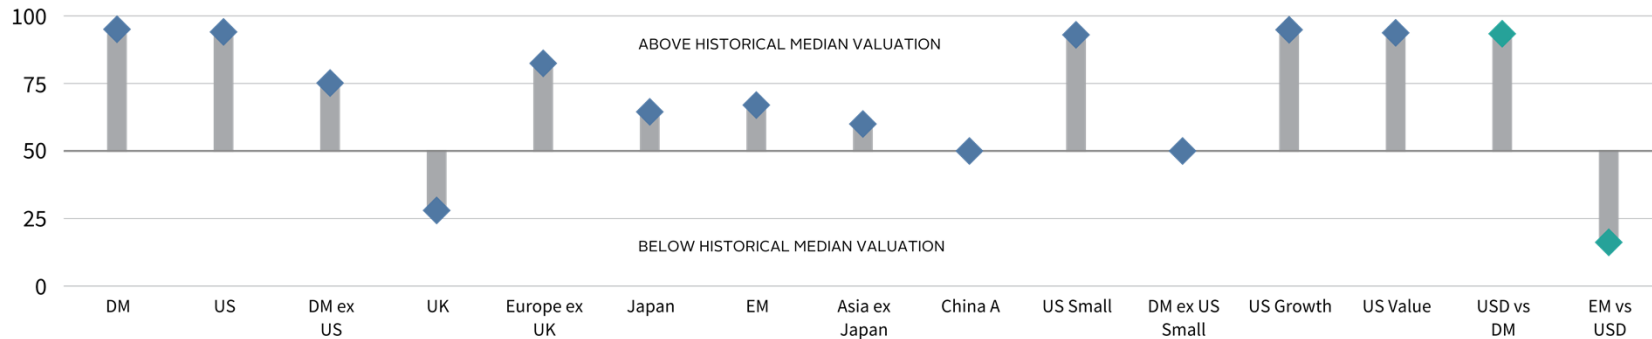 100
ABOVE HISTORICAL MEDIAN VALUATION
75
50
25
BELOW HISTORICAL MEDIAN VALUATION
0
DM US DM ex UK Europe ex Japan EM Asia ex China A US Small DM ex US US Growth US Value USD vs EM vs
US UK Japan Small DM USD